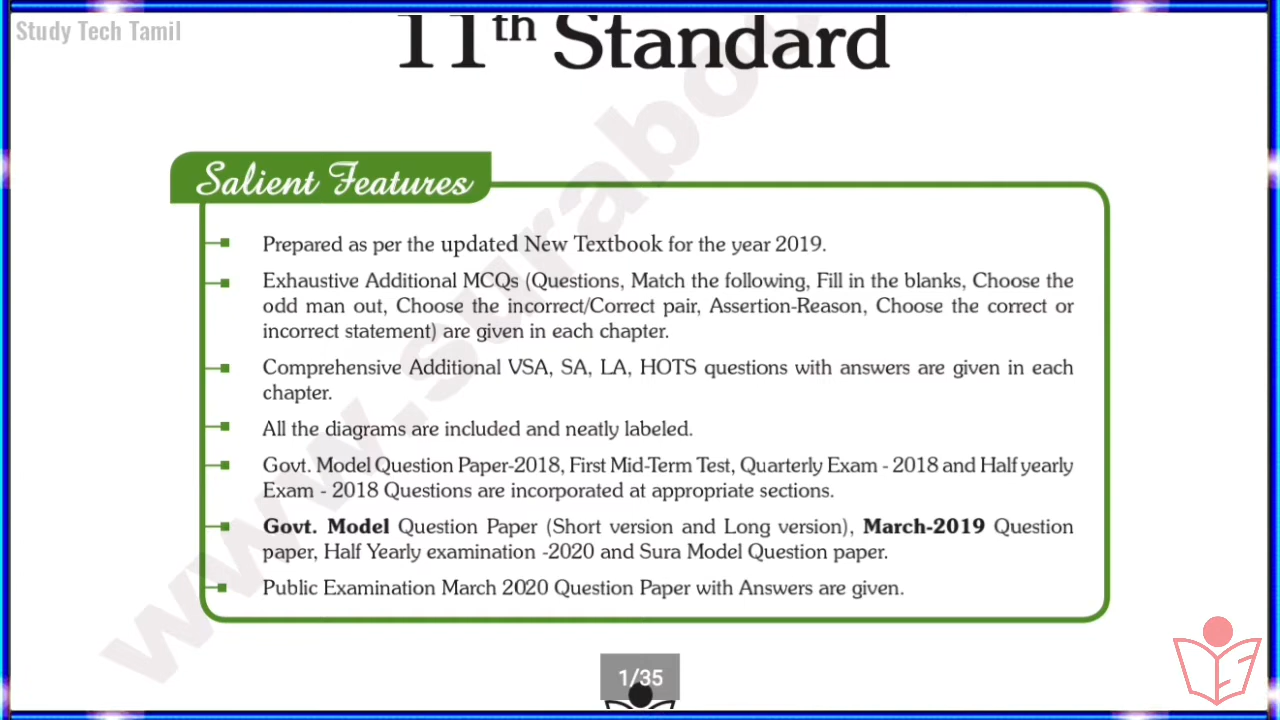 Study Tech Tamil
11th Standard
Salient Features
Prepared as per the updated New Textbook for the year 2019.
Exhaustive Additional MCQs (Questions, Match the following, Fill in the blanks, Choose the
odd man out, Choose the incorrect/Correct pair, Assertion-Reason, Choose the correct or
incorrect statement) are given in each chapter.
Comprehensive Additional VSA, SA, LA, HOTS questions with answers are given in each
chapter.
All the diagrams are included and neatly labeled.
Govt. Model Question Paper-2018, First Mid-Term Test, Quarterly Exam - 2018 and Half yearly
Exam - 2018 Questions are incorporated at appropriate sections.
Govt. Model Question Paper (Short version and Long version), March-2019 Question
paper, Half Yearly examination -2020 and Sura Model Question paper.
Public Examination March 2020 Question Paper with Answers are given.
1/35
www.surabo